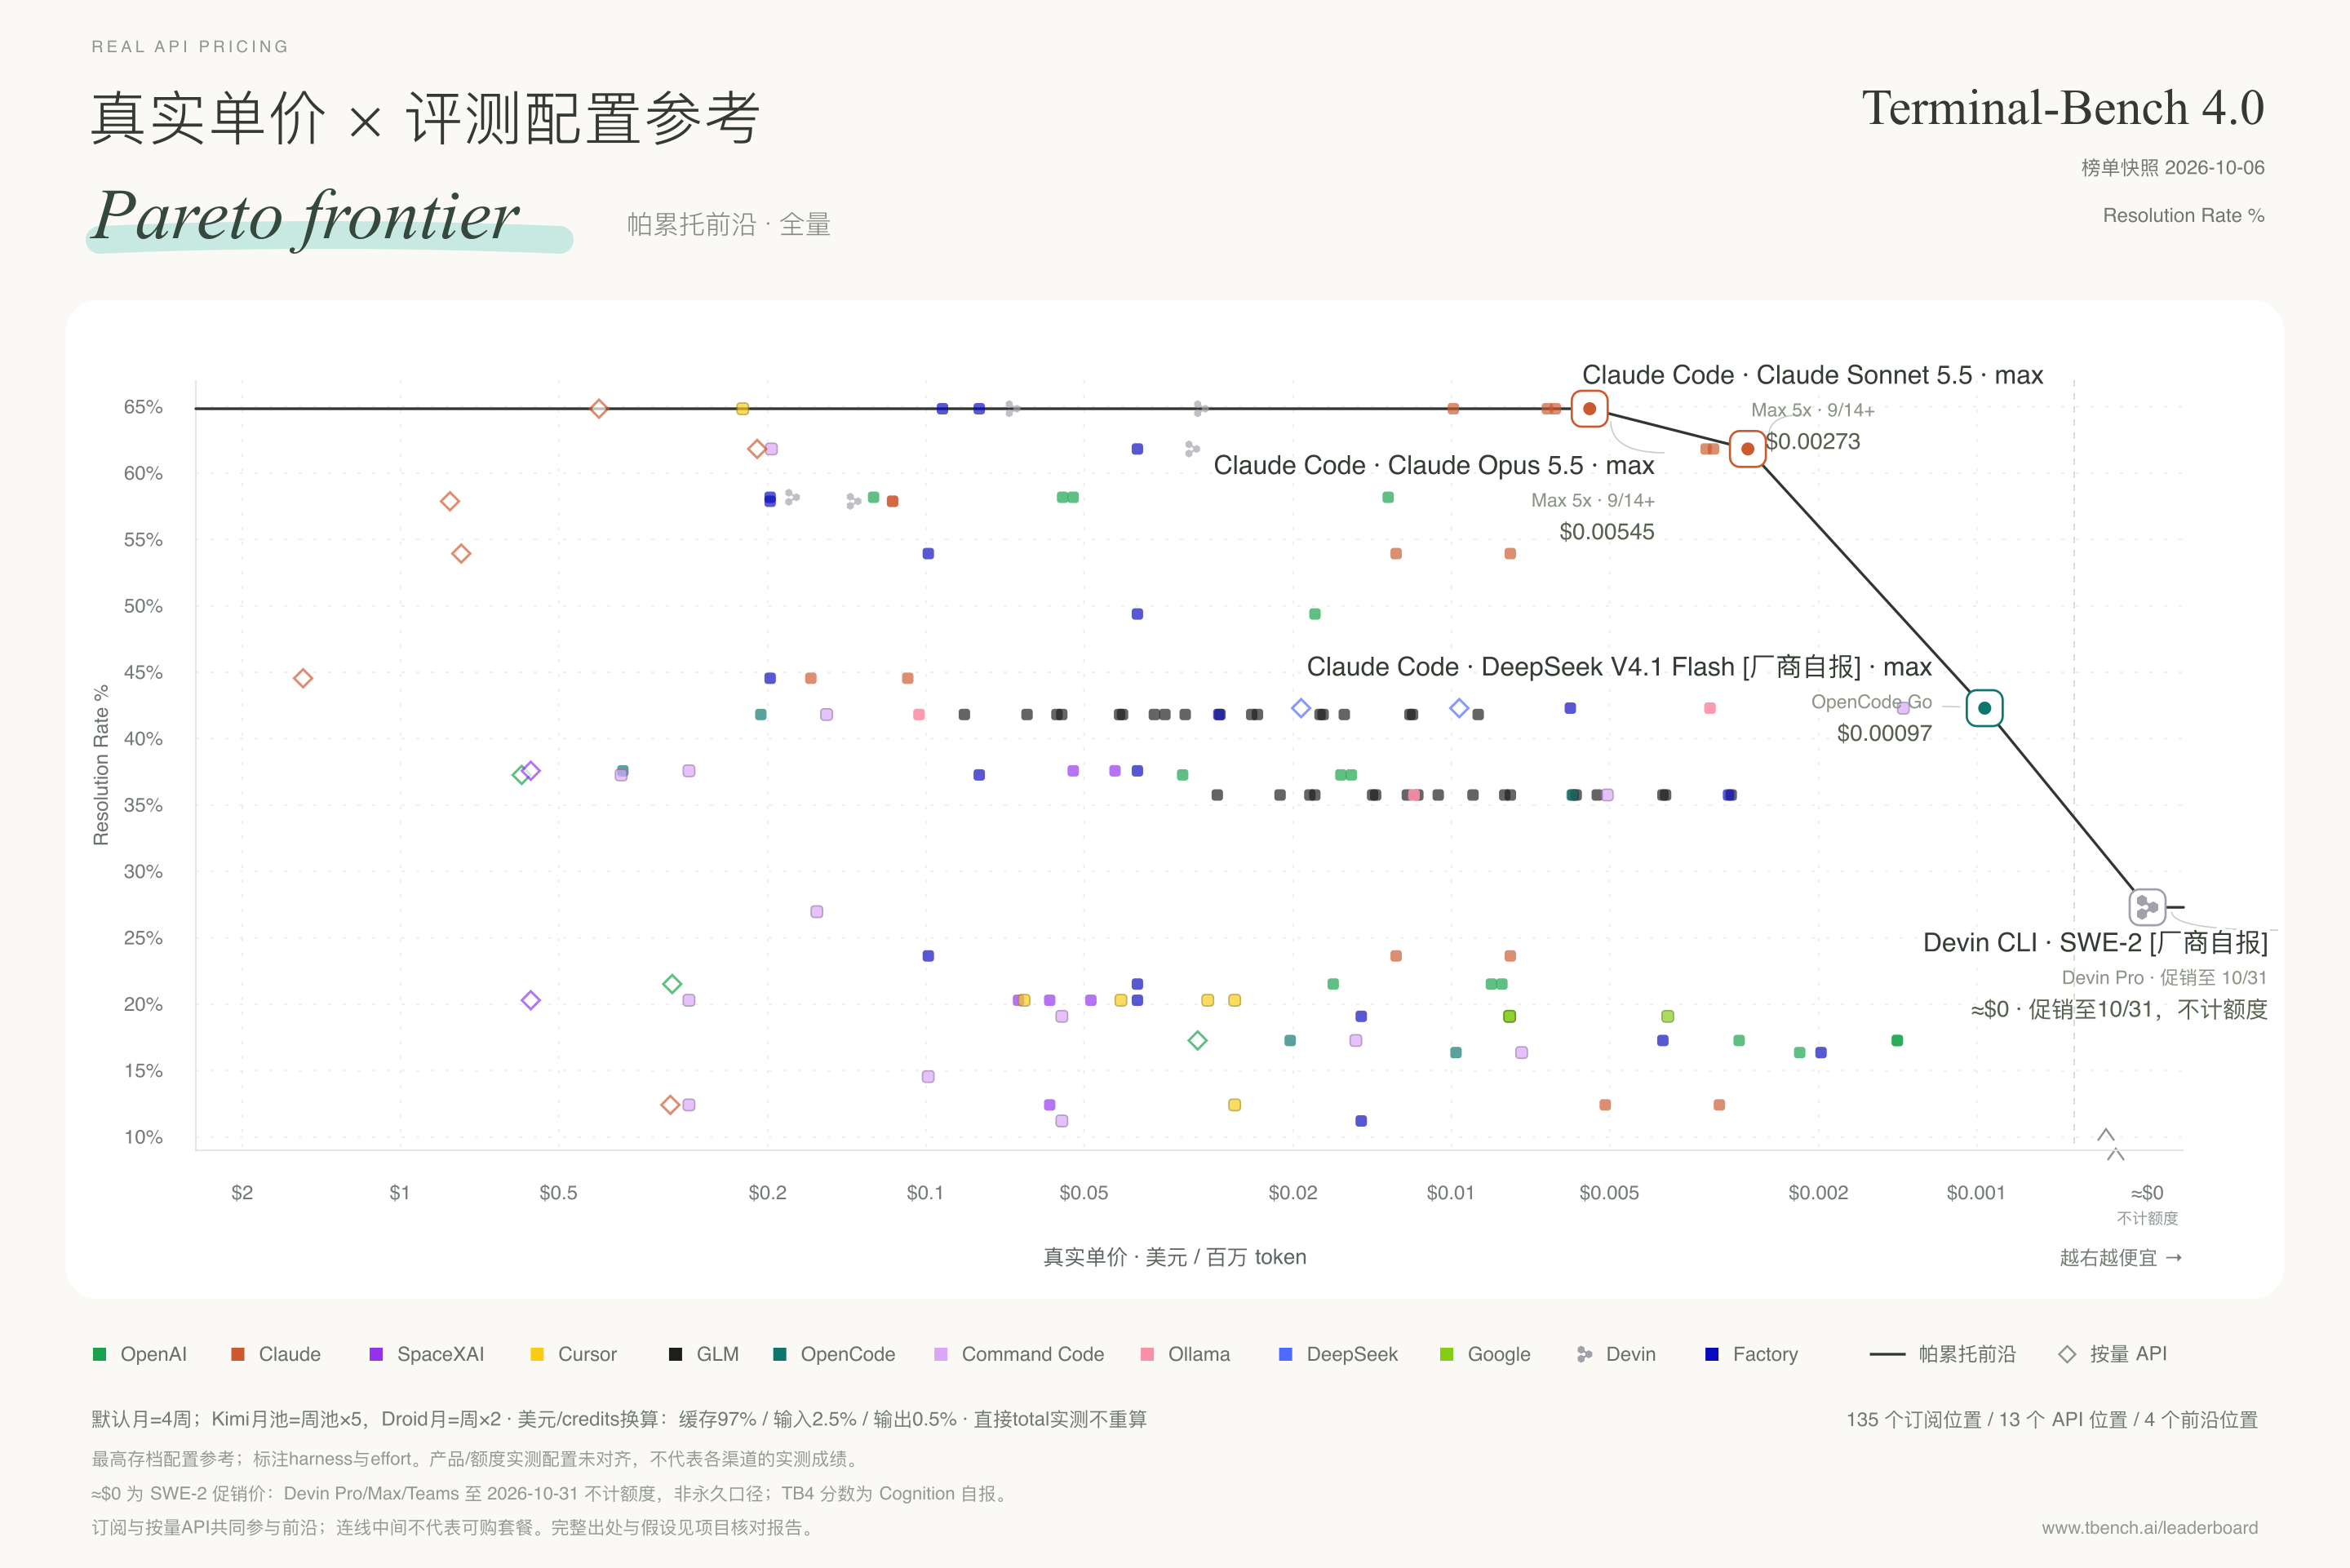 REAL API PRICING
真实单价 × 评测配置参考
Pareto frontier
帕累托前沿 · 全量
Terminal-Bench 4.0
榜单快照 2026-10-06
Resolution Rate %
Claude Code · Claude Sonnet 5.5 · max
Max 5x · 9/14+
$0.00273
Claude Code · Claude Opus 5.5 · max
Max 5x · 9/14+
$0.00545
Claude Code · DeepSeek V4.1 Flash [厂商自报] · max
OpenCode Go
$0.00097
Devin CLI · SWE-2 [厂商自报]
Devin Pro · 促销至 10/31
≈$0 · 促销至10/31，不计额度
65%
60%
55%
50%
45%
40%
35%
30%
25%
20%
15%
10%
Resolution Rate %
$2 $1 $0.5 $0.2 $0.1 $0.05 $0.02 $0.01 $0.005 $0.002 $0.001 ≈$0
不计额度
真实单价 · 美元 / 百万 token
越右越便宜 →
OpenAI Claude SpaceXAI Cursor GLM OpenCode Command Code Ollama DeepSeek Google Devin Factory 帕累托前沿 按量 API
默认月=4周；Kimi月池=周池×5，Droid月=周×2 · 美元/credits换算：缓存97% / 输入2.5% / 输出0.5% · 直接total实测不重算
135 个订阅位置 / 13 个 API 位置 / 4 个前沿位置
最高存档配置参考；标注harness与effort。产品/额度实测配置未对齐，不代表各渠道的实测成绩。
≈$0 为 SWE-2 促销价：Devin Pro/Max/Teams 至 2026-10-31 不计额度，非永久口径；TB4 分数为 Cognition 自报。
订阅与按量API共同参与前沿；连线中间不代表可购套餐。完整出处与假设见项目核对报告。
www.tbench.ai/leaderboard